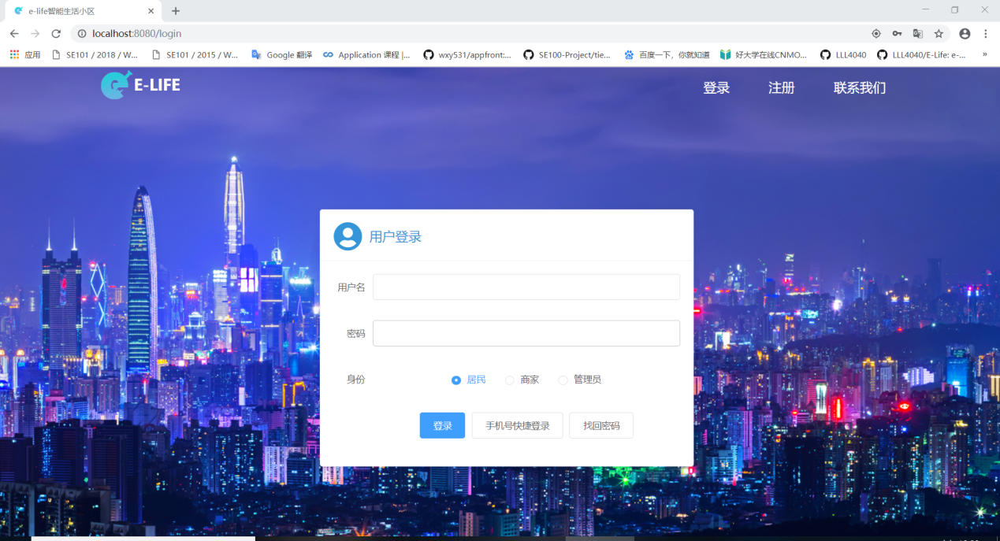 e-life智能生活小区
localhost:8080/login
应用 SE101 / 2018 / W... SE101 / 2015 / W... Google 翻译 Application 课程 |... wxy531/appfront:... SE100-Project/tie... 百度一下，你就知道 好大学在线CNMO... LLL4040 LLL4040/E-Life: e-... »
E-LIFE 登录 注册 联系我们
用户登录
用户名
密码
身份 居民 商家 管理员
登录 手机号快捷登录 找回密码